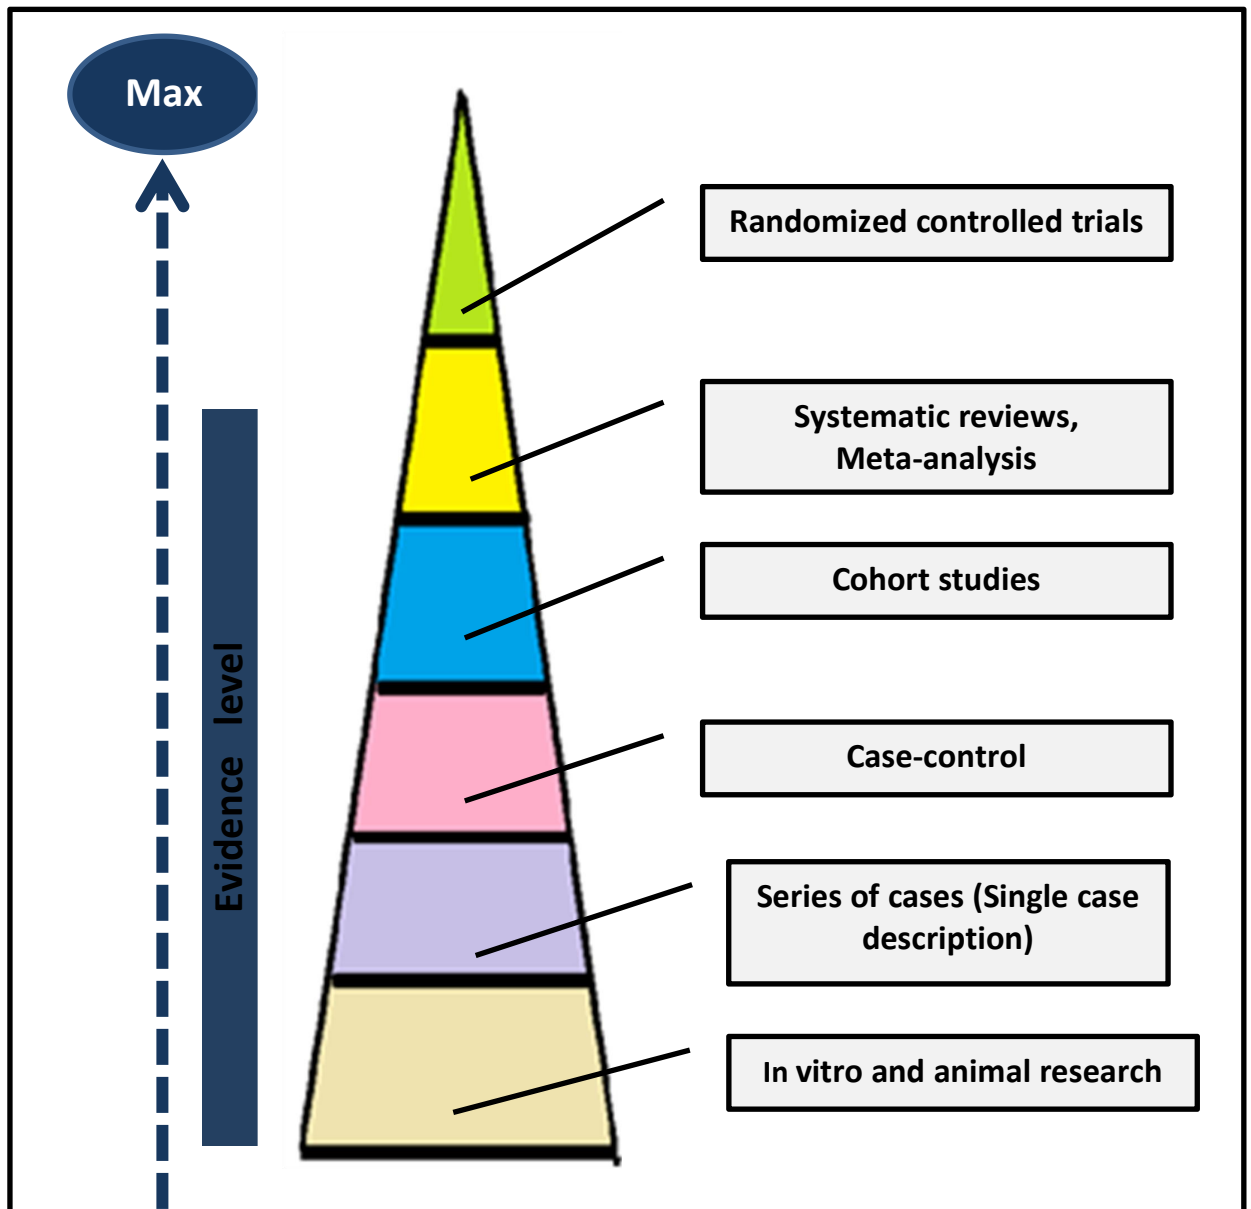 Max
Randomized controlled trials
Systematic reviews,
Meta-analysis
Cohort studies
Evidence level
Case-control
Series of cases (Single case
description)
In vitro and animal research